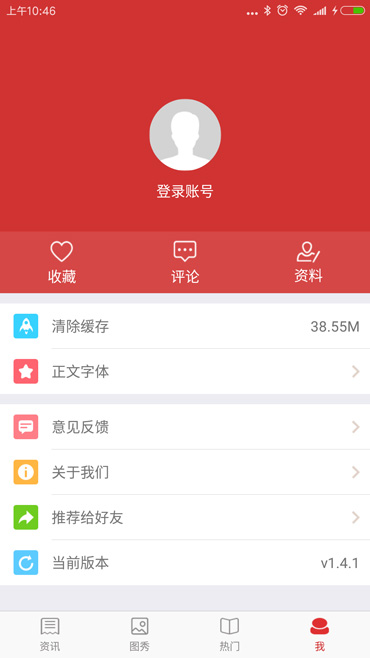 上午10:46
登录账号
收藏
评论
资料
清除缓存
38.55M
正文字体
意见反馈
关于我们
推荐给好友
当前版本
v1.4.1
资讯
图秀
热门
我